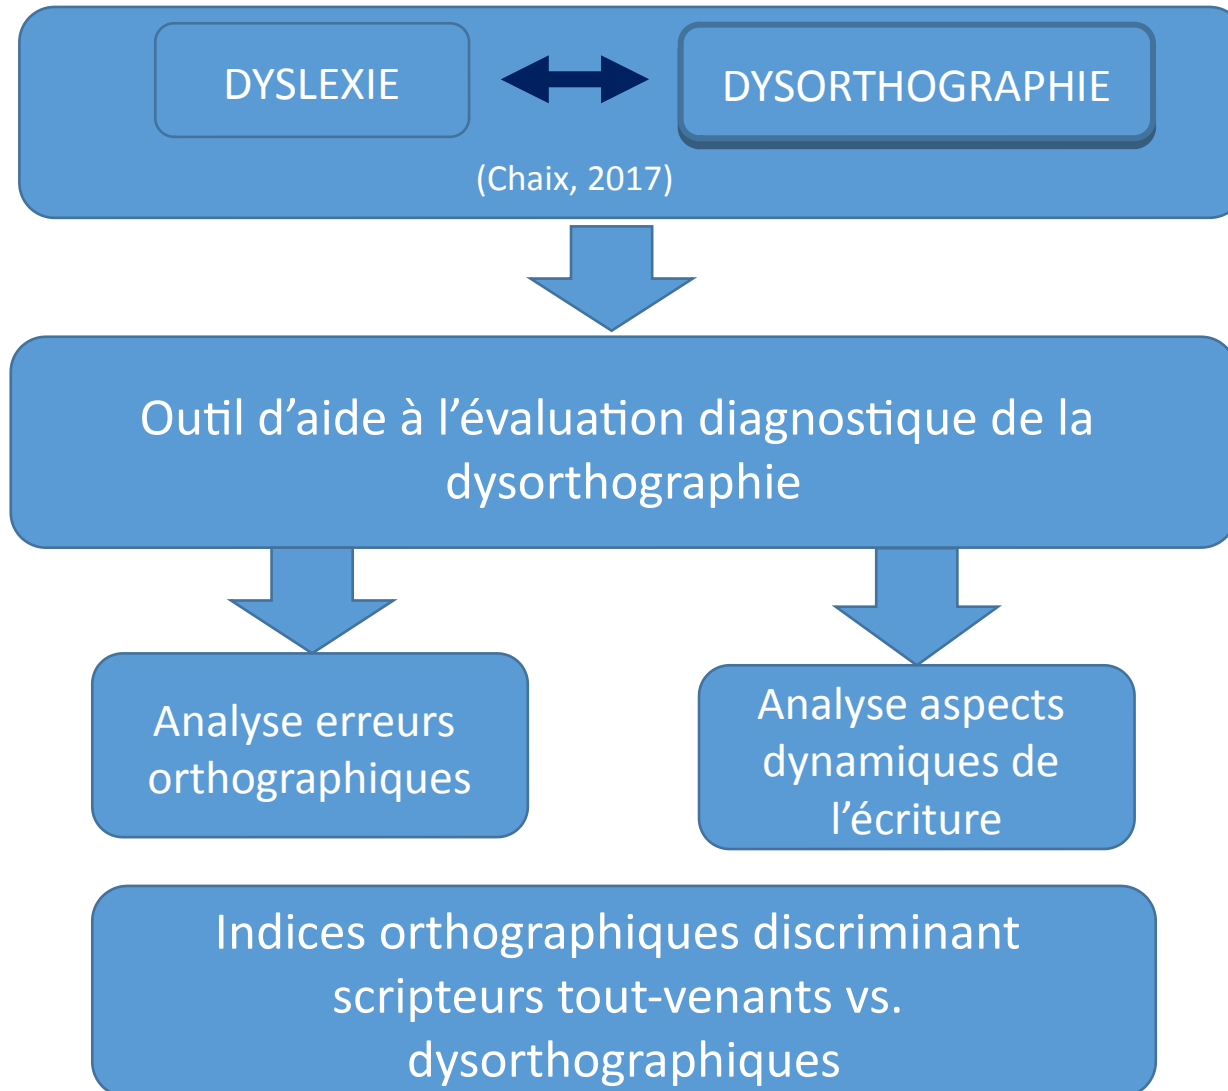 DYSLEXIE
DYSORTHOGRAPHIE
(Chaix, 2017)
Outil d’aide à l’évaluation diagnostique de la
dysorthographie
Analyse erreurs
orthographiques
Analyse aspects
dynamiques de
l’écriture
Indices orthographiques discriminant
scripteurs tout-venants vs.
dysorthographiques